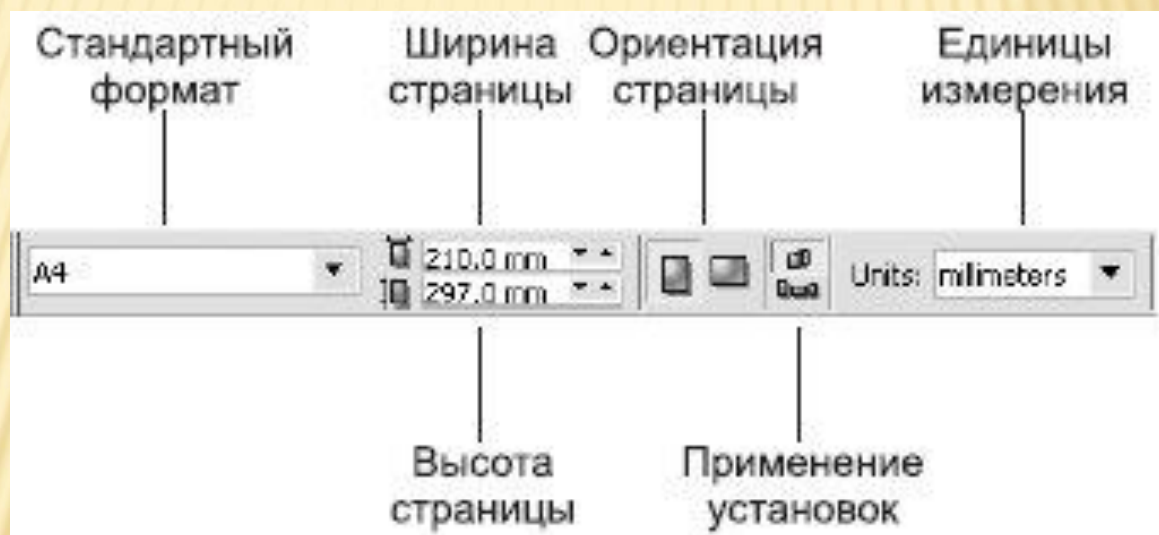 Стандартный
формат
Ширина
страницы
Ориентация
страницы
Единицы
измерения
A4
210.0 mm
297.0 mm
Units: milimeters
Высота
страницы
Применение
установок